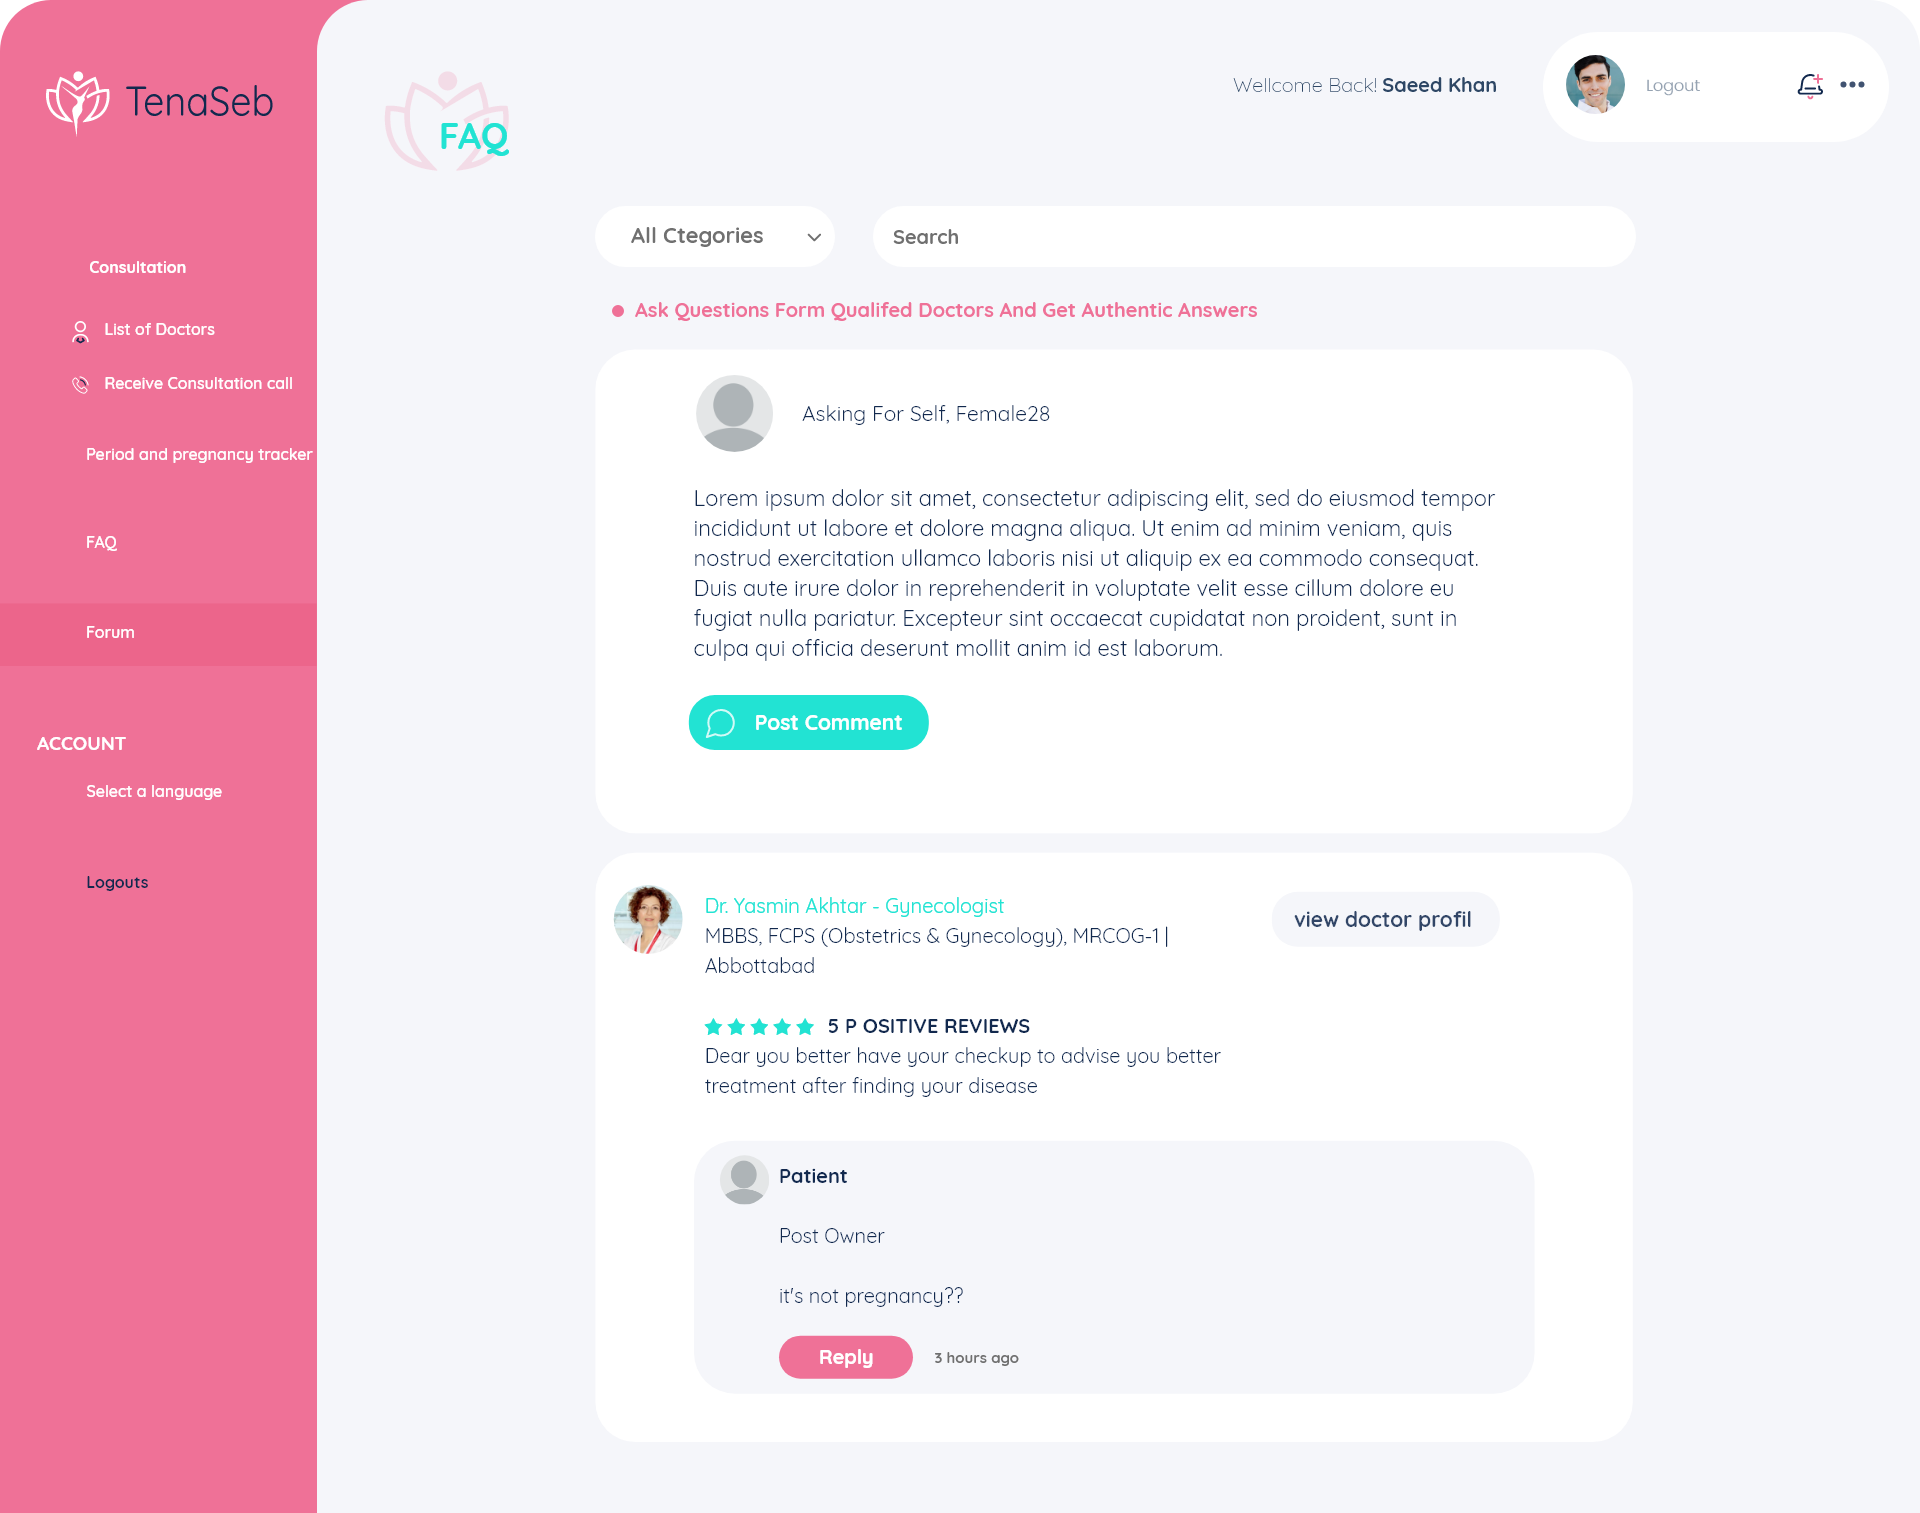 TenaSeb
Consultation
List of Doctors
Receive Consultation call
Period and pregnancy tracker
FAQ
Forum
ACCOUNT
Select a language
Logouts
FAQ
Wellcome Back! Saeed Khan
Logout
All Ctegories
Search
Ask Questions Form Qualifed Doctors And Get Authentic Answers
Asking For Self, Female28
Lorem ipsum dolor sit amet, consectetur adipiscing elit, sed do eiusmod tempor
incididunt ut labore et dolore magna aliqua. Ut enim ad minim veniam, quis
nostrud exercitation ullamco laboris nisi ut aliquip ex ea commodo consequat.
Duis aute irure dolor in reprehenderit in voluptate velit esse cillum dolore eu
fugiat nulla pariatur. Excepteur sint occaecat cupidatat non proident, sunt in
culpa qui officia deserunt mollit anim id est laborum.
Post Comment
Dr. Yasmin Akhtar - Gynecologist
MBBS, FCPS (Obstetrics & Gynecology), MRCOG-1 |
Abbottabad
view doctor profil
5 P OSITIVE REVIEWS
Dear you better have your checkup to advise you better
treatment after finding your disease
Patient
Post Owner
it's not pregnancy??
Reply
3 hours ago